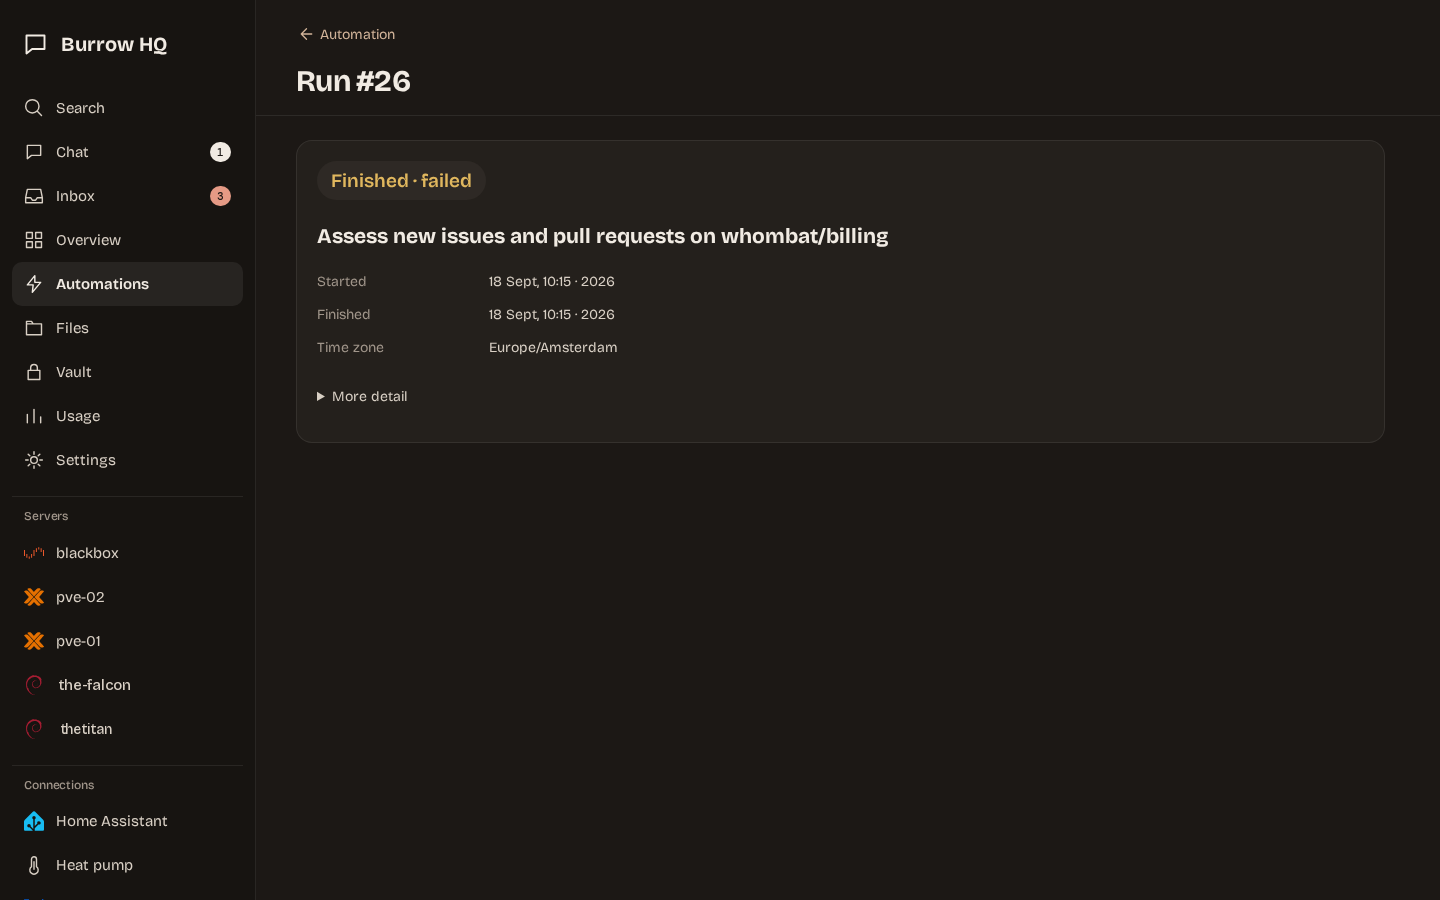 Burrow HQ
Search
Chat 1
Inbox 3
Overview
Automations
Files
Vault
Usage
Settings
Servers
blackbox
pve-02
pve-01
the-falcon
thetitan
Connections
Home Assistant
Heat pump
← Automation
Run #26
Finished · failed
Assess new issues and pull requests on whombat/billing
Started 18 Sept, 10:15 · 2026
Finished 18 Sept, 10:15 · 2026
Time zone Europe/Amsterdam
▶ More detail